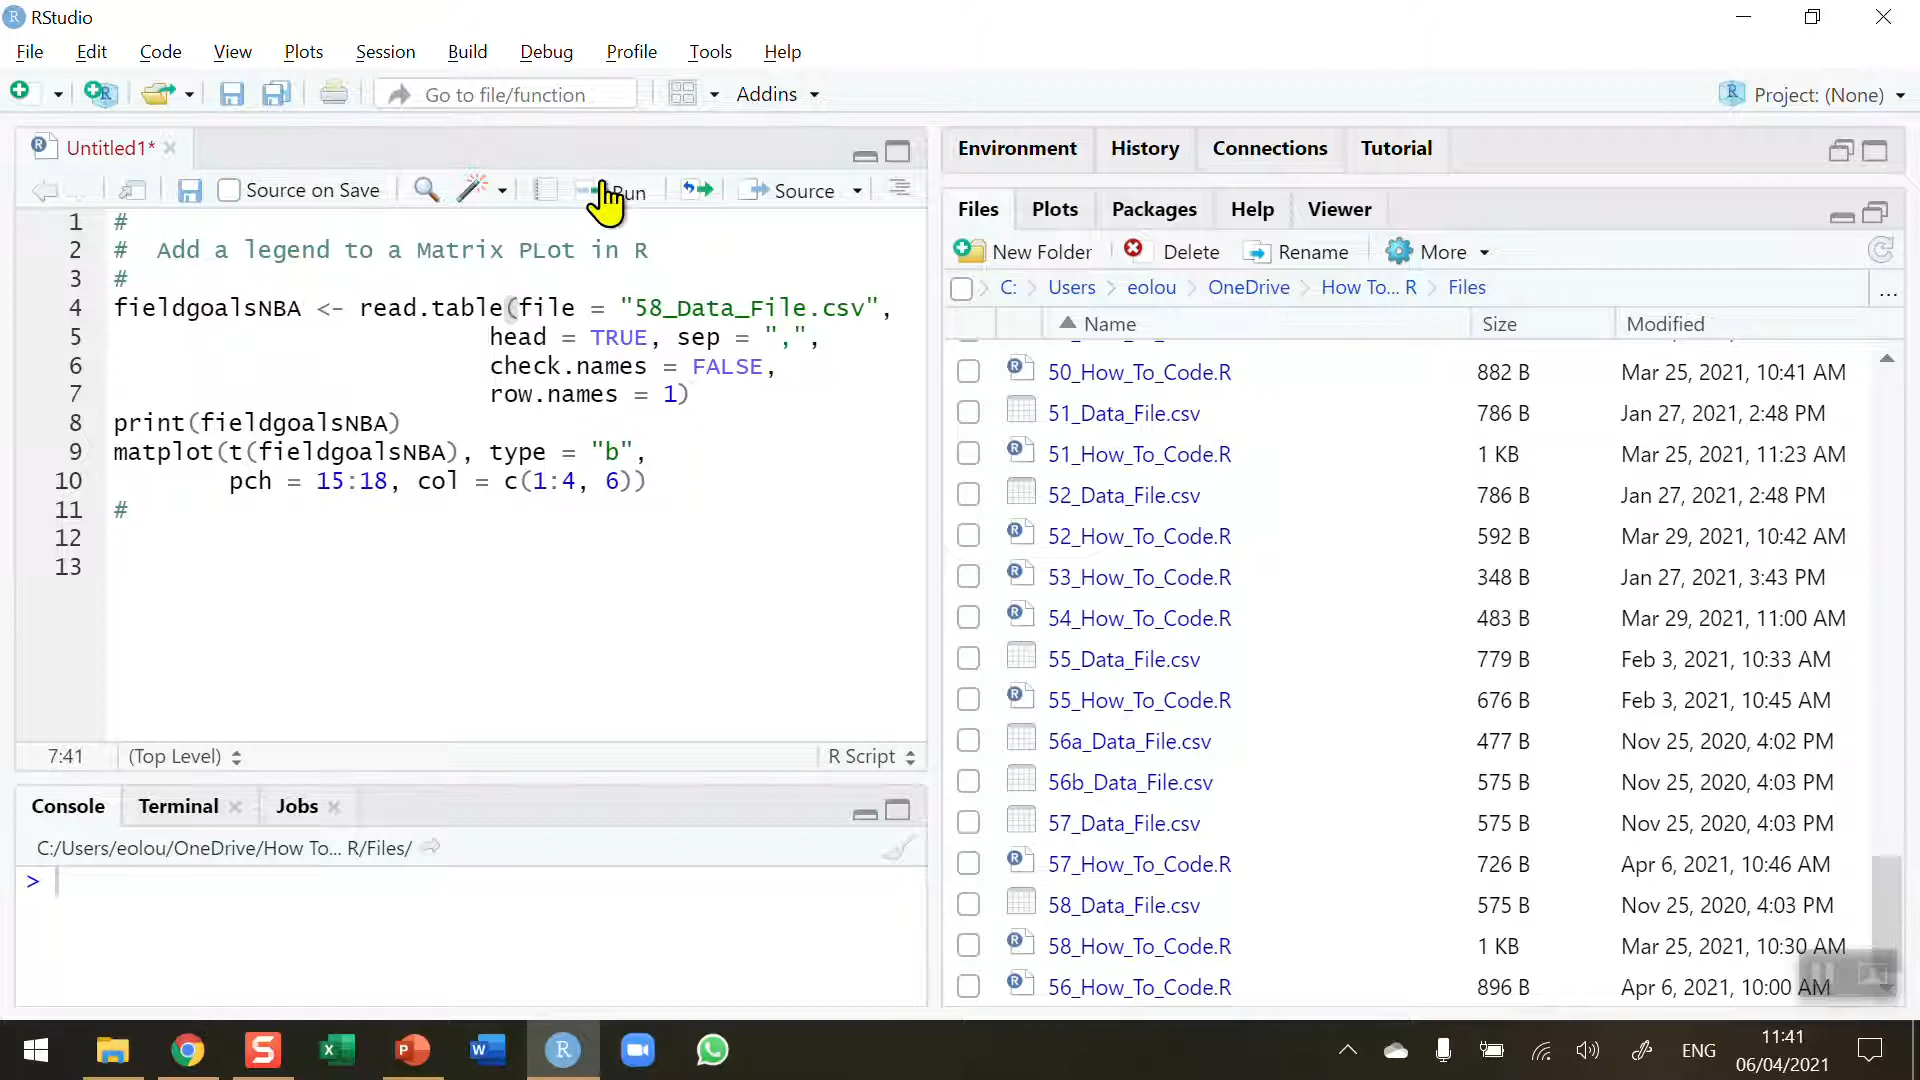 RStudio
File Edit Code View Plots Session Build Debug Profile Tools Help
Go to file/function Addins Project: (None)
Untitled1*
Source on Save Run Source
1 #
2 # Add a legend to a Matrix PLot in R
3 #
4 fieldgoalsNBA <- read.table(file = "58_Data_File.csv",
5 head = TRUE, sep = ",",
6 check.names = FALSE,
7 row.names = 1)
8 print(fieldgoalsNBA)
9 matplot(t(fieldgoalsNBA), type = "b",
10 pch = 15:18, col = c(1:4, 6))
11 #
12
13
7:41 (Top Level) R Script
Console Terminal Jobs
C:/Users/eolou/OneDrive/How To... R/Files/
>
Environment History Connections Tutorial
Files Plots Packages Help Viewer
New Folder Delete Rename More
C: Users eolou OneDrive How To... R Files ...
Name Size Modified
50_How_To_Code.R 882 B Mar 25, 2021, 10:41 AM
51_Data_File.csv 786 B Jan 27, 2021, 2:48 PM
51_How_To_Code.R 1 KB Mar 25, 2021, 11:23 AM
52_Data_File.csv 786 B Jan 27, 2021, 2:48 PM
52_How_To_Code.R 592 B Mar 29, 2021, 10:42 AM
53_How_To_Code.R 348 B Jan 27, 2021, 3:43 PM
54_How_To_Code.R 483 B Mar 29, 2021, 11:00 AM
55_Data_File.csv 779 B Feb 3, 2021, 10:33 AM
55_How_To_Code.R 676 B Feb 3, 2021, 10:45 AM
56a_Data_File.csv 477 B Nov 25, 2020, 4:02 PM
56b_Data_File.csv 575 B Nov 25, 2020, 4:03 PM
57_Data_File.csv 575 B Nov 25, 2020, 4:03 PM
57_How_To_Code.R 726 B Apr 6, 2021, 10:46 AM
58_Data_File.csv 575 B Nov 25, 2020, 4:03 PM
58_How_To_Code.R 1 KB Mar 25, 2021, 10:30 AM
56_How_To_Code.R 896 B Apr 6, 2021, 10:00 AM
ENG
11:41
06/04/2021